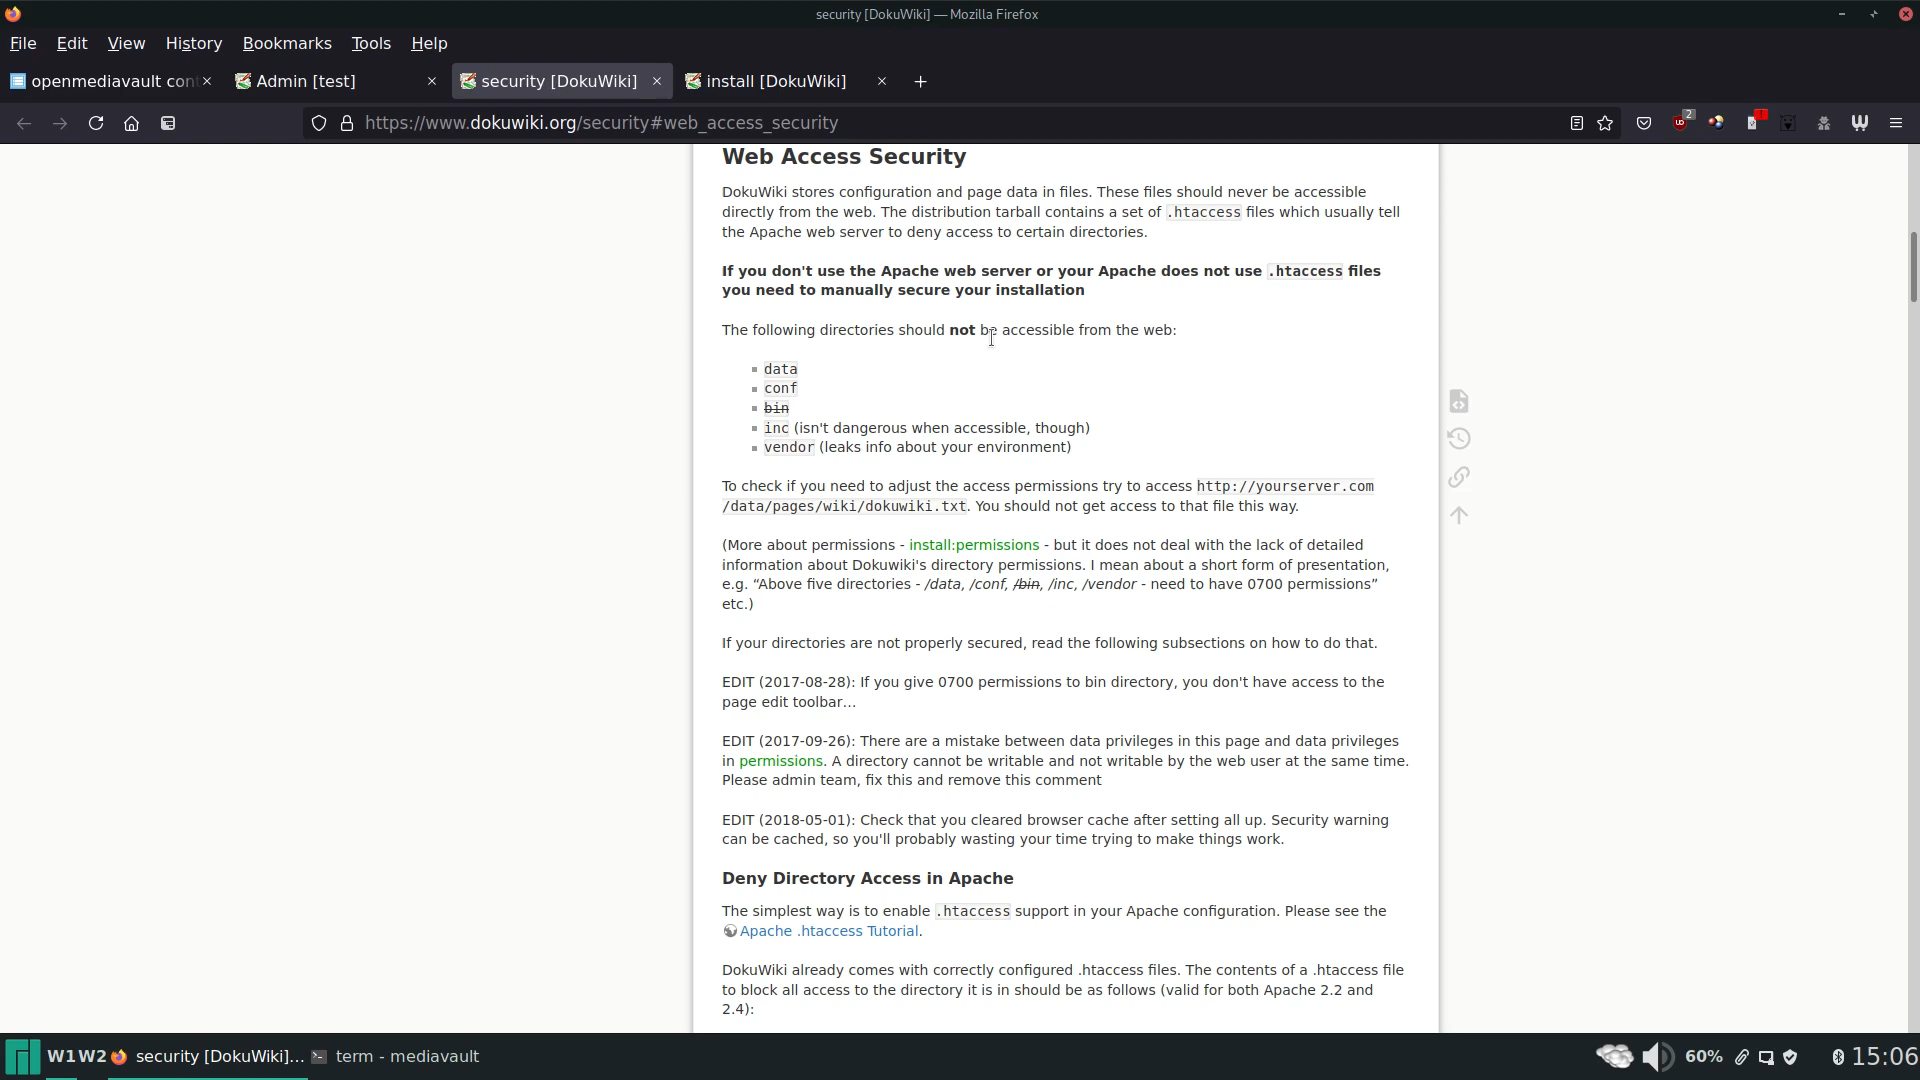 security [DokuWiki] — Mozilla Firefox
File Edit View History Bookmarks Tools Help
openmediavault con
Admin [test]
security [DokuWiki]
install [DokuWiki]
https://www.dokuwiki.org/security#web_access_security
2
Web Access Security
DokuWiki stores configuration and page data in files. These files should never be accessible
directly from the web. The distribution tarball contains a set of .htaccess files which usually tell
the Apache web server to deny access to certain directories.
If you don't use the Apache web server or your Apache does not use .htaccess files
you need to manually secure your installation
The following directories should not be accessible from the web:
data
conf
bin
inc (isn't dangerous when accessible, though)
vendor (leaks info about your environment)
To check if you need to adjust the access permissions try to access http://yourserver.com
/data/pages/wiki/dokuwiki.txt. You should not get access to that file this way.
(More about permissions - install:permissions - but it does not deal with the lack of detailed
information about Dokuwiki's directory permissions. I mean about a short form of presentation,
e.g. “Above five directories - /data, /conf, /bin, /inc, /vendor - need to have 0700 permissions”
etc.)
If your directories are not properly secured, read the following subsections on how to do that.
EDIT (2017-08-28): If you give 0700 permissions to bin directory, you don't have access to the
page edit toolbar…
EDIT (2017-09-26): There are a mistake between data privileges in this page and data privileges
in permissions. A directory cannot be writable and not writable by the web user at the same time.
Please admin team, fix this and remove this comment
EDIT (2018-05-01): Check that you cleared browser cache after setting all up. Security warning
can be cached, so you'll probably wasting your time trying to make things work.
Deny Directory Access in Apache
The simplest way is to enable .htaccess support in your Apache configuration. Please see the
Apache .htaccess Tutorial.
DokuWiki already comes with correctly configured .htaccess files. The contents of a .htaccess file
to block all access to the directory it is in should be as follows (valid for both Apache 2.2 and
2.4):
W1 W2 security [DokuWiki]... term - mediavault 60% 15:06